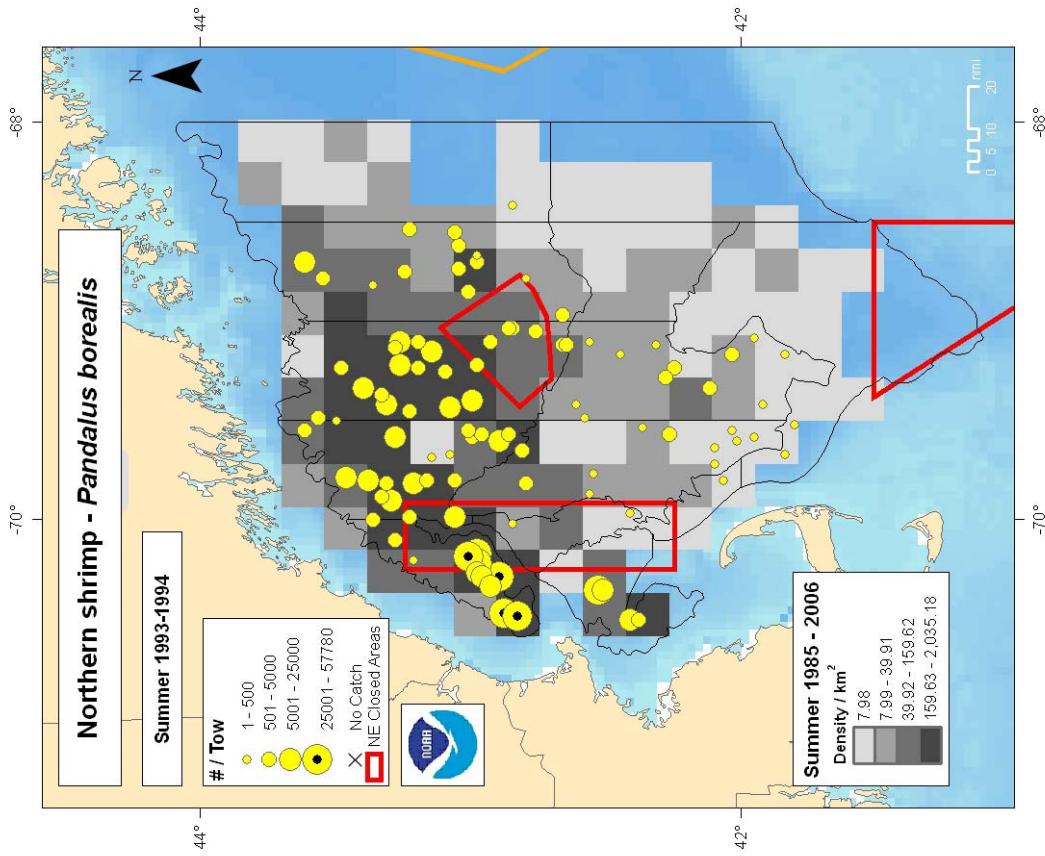 Northern shrimp - Pandalus borealis
Summer 1993-1994
# / Tow
1 - 500
501 - 5000
5001 - 25000
25001 - 57780
No Catch
NE Closed Areas
NOAA
Summer 1985 - 2006
Density / km²
7.98
7.99 - 39.91
39.92 - 159.62
159.63 - 2,035.18
N
0 5 10 20
nmi
-70°
-68°
-70°
-68°
44°
42°
44°
42°